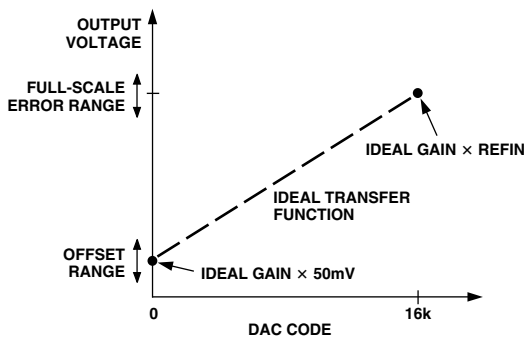 OUTPUT
VOLTAGE
FULL-SCALE
ERROR RANGE
IDEAL GAIN × REFIN
IDEAL TRANSFER
FUNCTION
OFFSET
RANGE
IDEAL GAIN × 50mV
0
16k
DAC CODE